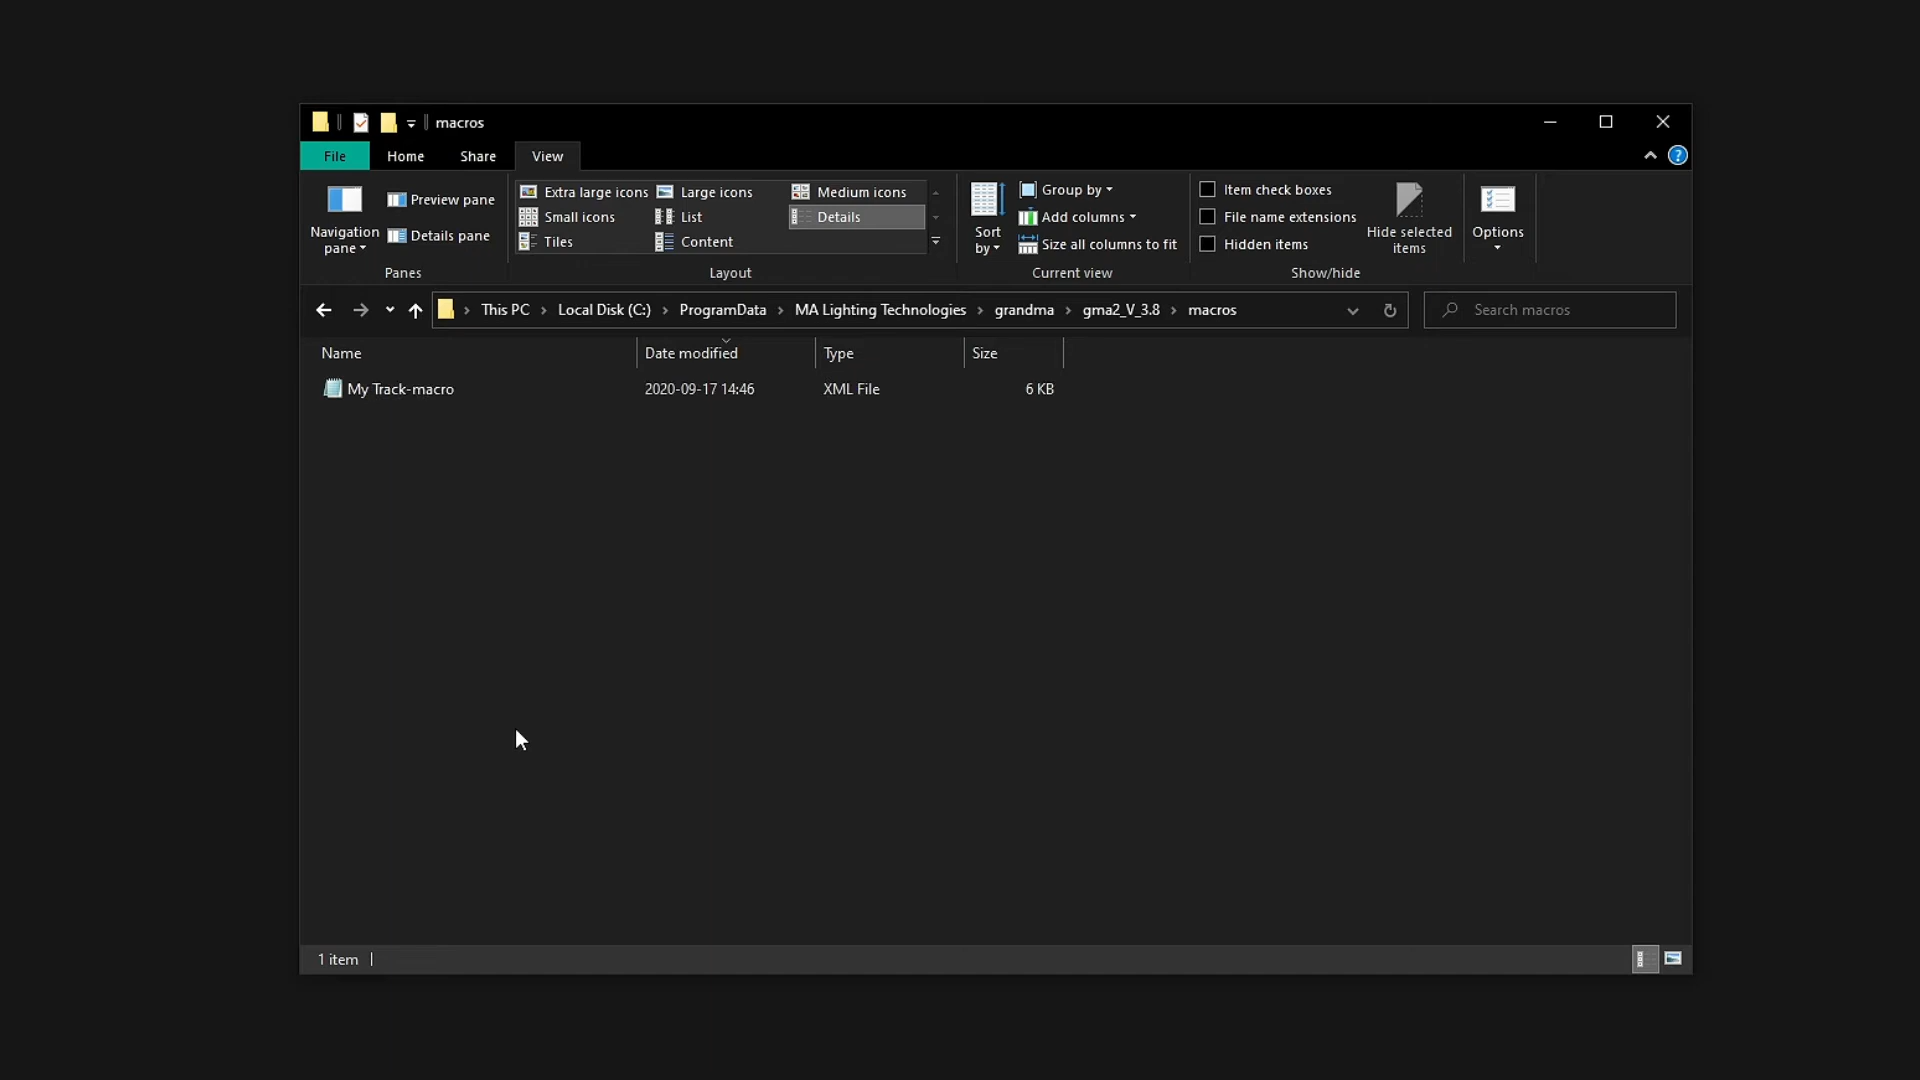 macros
File Home Share View
Navigation pane
Preview pane
Details pane
Panes
Extra large icons Large icons Medium icons
Small icons List Details
Tiles Content
Layout
Sort by
Group by
Add columns
Size all columns to fit
Current view
Item check boxes
File name extensions
Hidden items
Hide selected items
Show/hide
Options
This PC > Local Disk (C:) > ProgramData > MA Lighting Technologies > grandma > gma2_V_3.8 > macros
Search macros
Name Date modified Type Size
My Track-macro 2020-09-17 14:46 XML File 6 KB
1 item